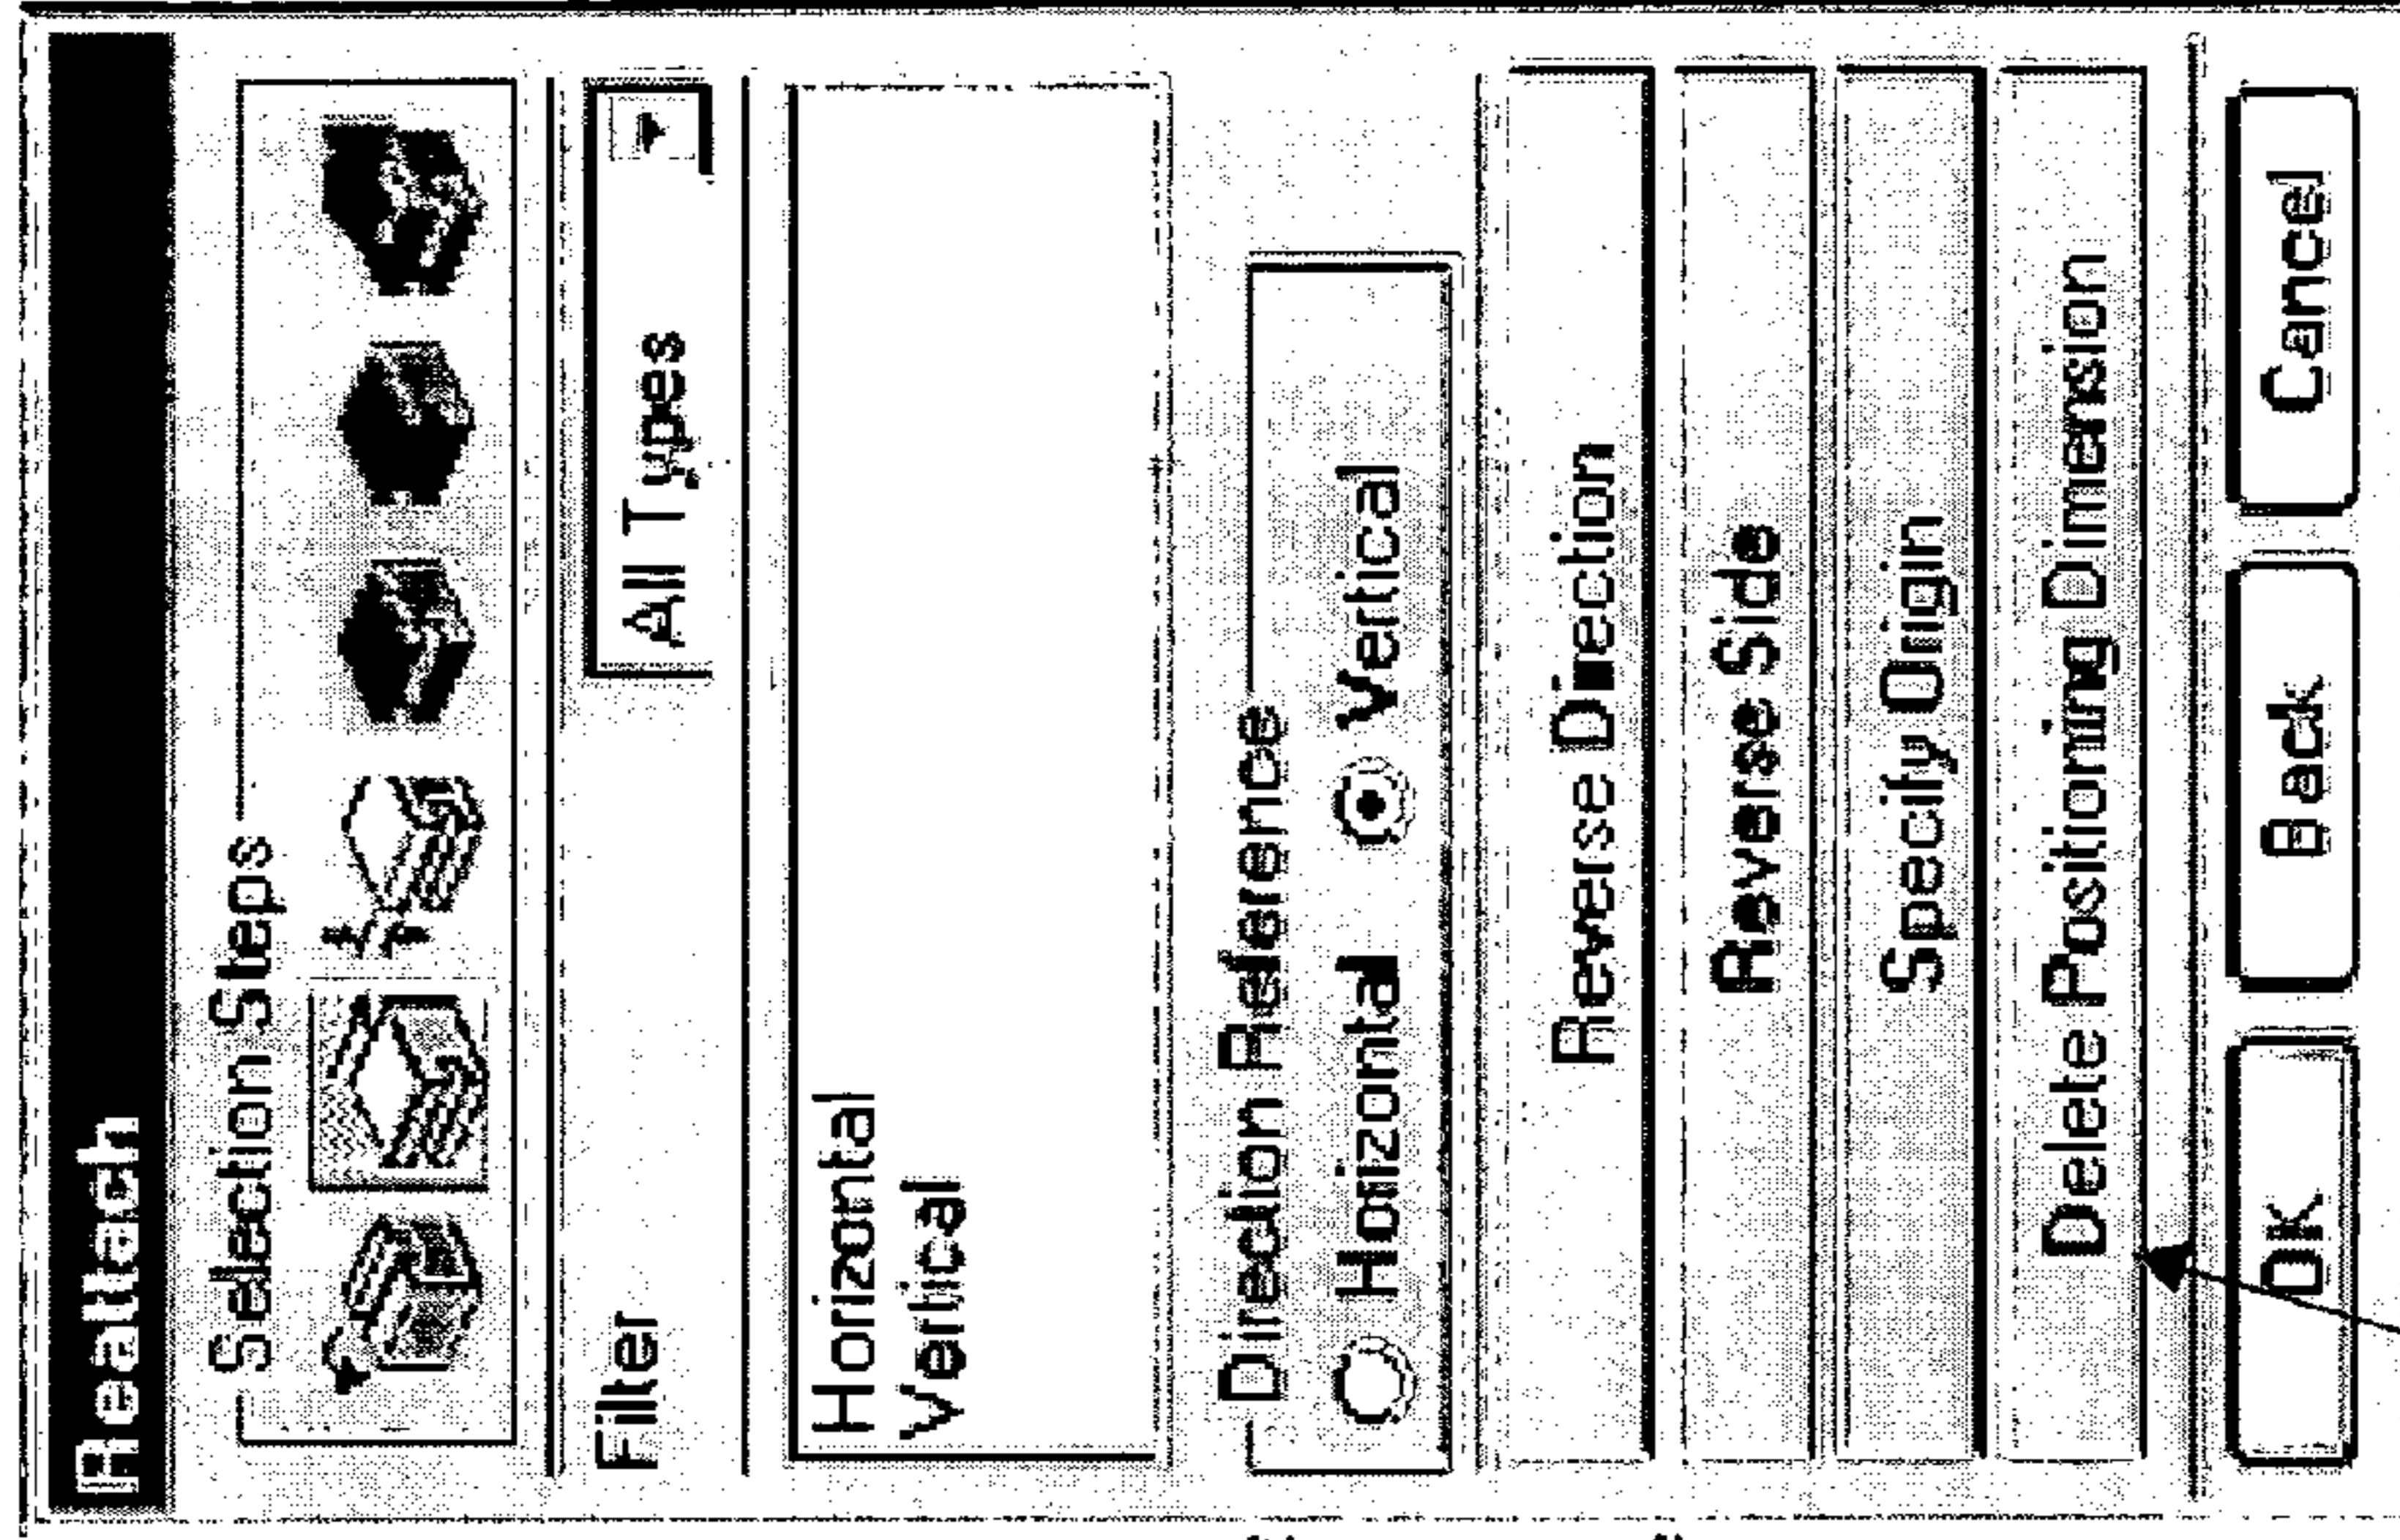 Reattach
Selection Steps
Filter
All Types
Horizontal
Vertical
Direction Reference
Horizontal
Vertical
Reverse Direction
Reverse Side
Specify Origin
Delete Positioning Dimension
OK
Back
Cancel